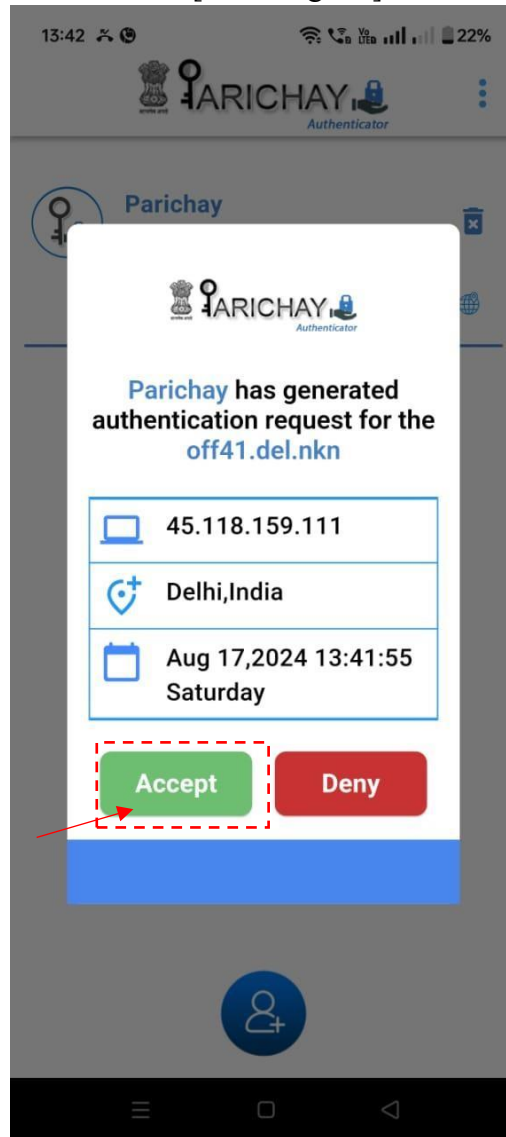 13:42 22%
PARICHAY
Authenticator
Parichay
PARICHAY
Authenticator
Parichay has generated
authentication request for the
off41.del.nkn
45.118.159.111
Delhi,India
Aug 17,2024 13:41:55
Saturday
Accept Deny